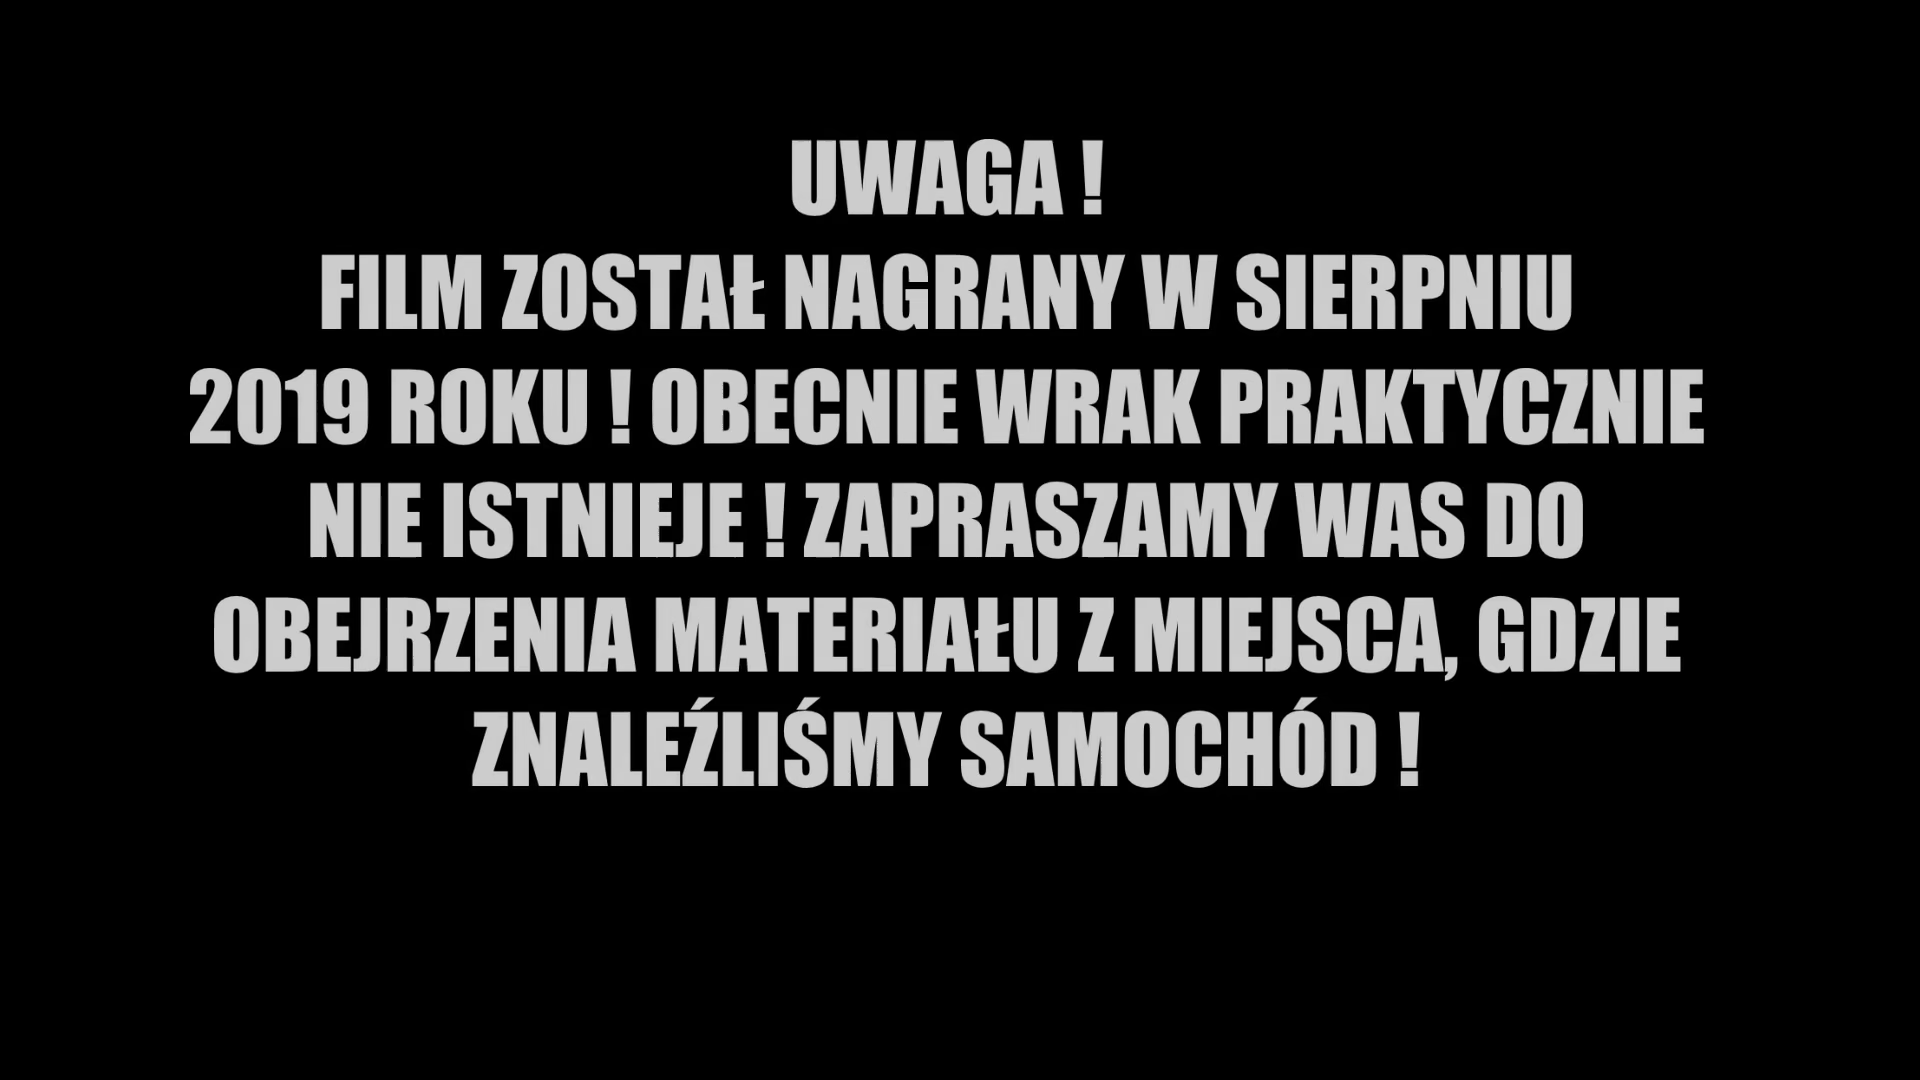 UWAGA !
FILM ZOSTAŁ NAGRANY W SIERPNIU
2019 ROKU ! OBECNIE WRAK PRAKTYCZNIE
NIE ISTNIEJE ! ZAPRASZAMY WAS DO
OBEJRZENIA MATERIAŁU Z MIEJSCA, GDZIE
ZNALEŹLIŚMY SAMOCHÓD !